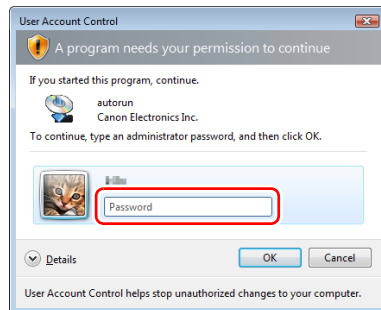 User Account Control
A program needs your permission to continue
If you started this program, continue.
autorun
Canon Electronics Inc.
To continue, type an administrator password, and then click OK.
Password
Details
OK
Cancel
User Account Control helps stop unauthorized changes to your computer.